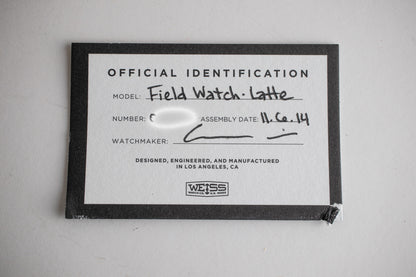 OFFICIAL IDENTIFICATION
MODEL: Field Watch · Latte
NUMBER: ASSEMBLY DATE: 11.6.14
WATCHMAKER:
DESIGNED, ENGINEERED, AND MANUFACTURED
IN LOS ANGELES, CA
WEISS